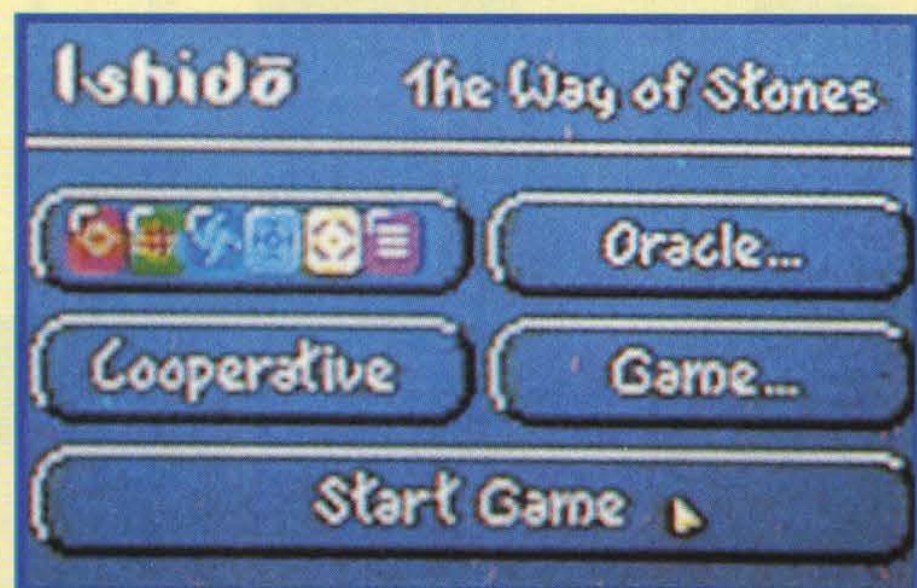 Ishidō The Way of Stones
Oracle...
Cooperative Game...
Start Game